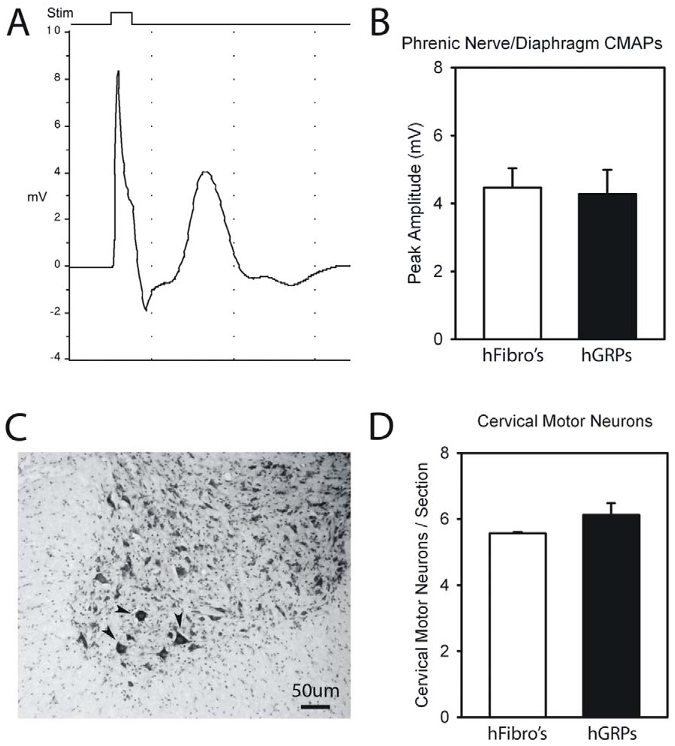 A
Stim
10
8
6
4
mV
2
0
-2
-4
B
Phrenic Nerve/Diaphragm CMAPs
Peak Amplitude (mV)
8
6
4
2
0
hFibro's
hGRPs
C
50um
D
Cervical Motor Neurons
Cervical Motor Neurons / Section
8
6
4
2
0
hFibro's
hGRPs